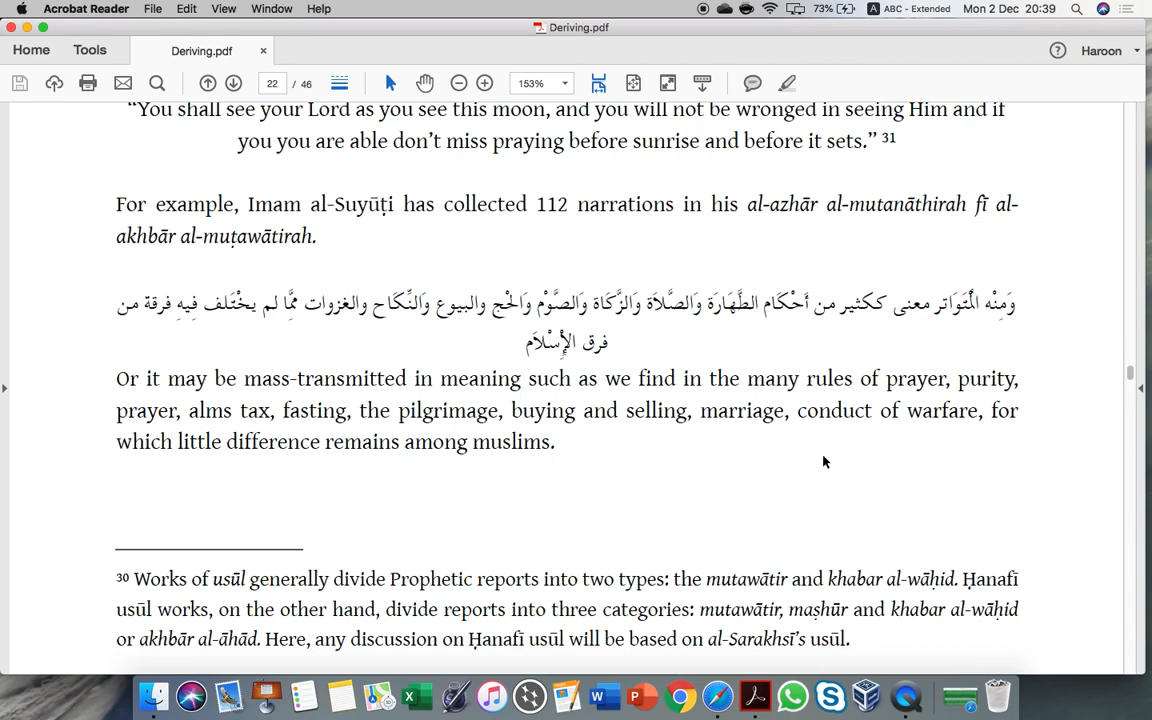 Acrobat Reader File Edit View Window Help 73% A ABC - Extended Mon 2 Dec 20:39
Deriving.pdf
Home Tools Deriving.pdf × ? Haroon
22 / 46 153%
“You shall see your Lord as you see this moon, and you will not be wronged in seeing Him and if
you you are able don’t miss praying before sunrise and before it sets.” 31
For example, Imam al-Suyūṭi has collected 112 narrations in his al-azhār al-mutanāthirah fī al-
akhbār al-muṭawātirah.
وَمِنْه الْمُتَوَاتر معنى ككثير من أَحْكَام الطَّهَارَة وَالصَّلَاة وَالزَّكَاة وَالصَّوْم وَالْحج والبيوع وَالنِّكَاح والغزوات مِمَّا لم يخْتَلف فِيهِ فرقة من
فرق الْإِسْلَام
Or it may be mass-transmitted in meaning such as we find in the many rules of prayer, purity,
prayer, alms tax, fasting, the pilgrimage, buying and selling, marriage, conduct of warfare, for
which little difference remains among muslims.
30 Works of usūl generally divide Prophetic reports into two types: the mutawātir and khabar al-wāḥid. Ḥanafī
usūl works, on the other hand, divide reports into three categories: mutawātir, maṣhūr and khabar al-wāḥid
or akhbār al-āhād. Here, any discussion on Ḥanafī usūl will be based on al-Sarakhsī’s usūl.